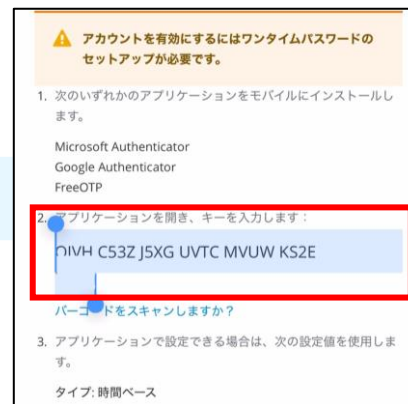 アカウントを有効にするにはワンタイムパスワードの
セットアップが必要です。
1. 次のいずれかのアプリケーションをモバイルにインストールし
ます。
Microsoft Authenticator
Google Authenticator
FreeOTP
2. アプリケーションを開き、キーを入力します：
C53Z J5XG UVTC MVUW KS2E
バーコードをスキャンしますか？
3. アプリケーションで設定できる場合は、次の設定値を使用しま
す。
タイプ: 時間ベース